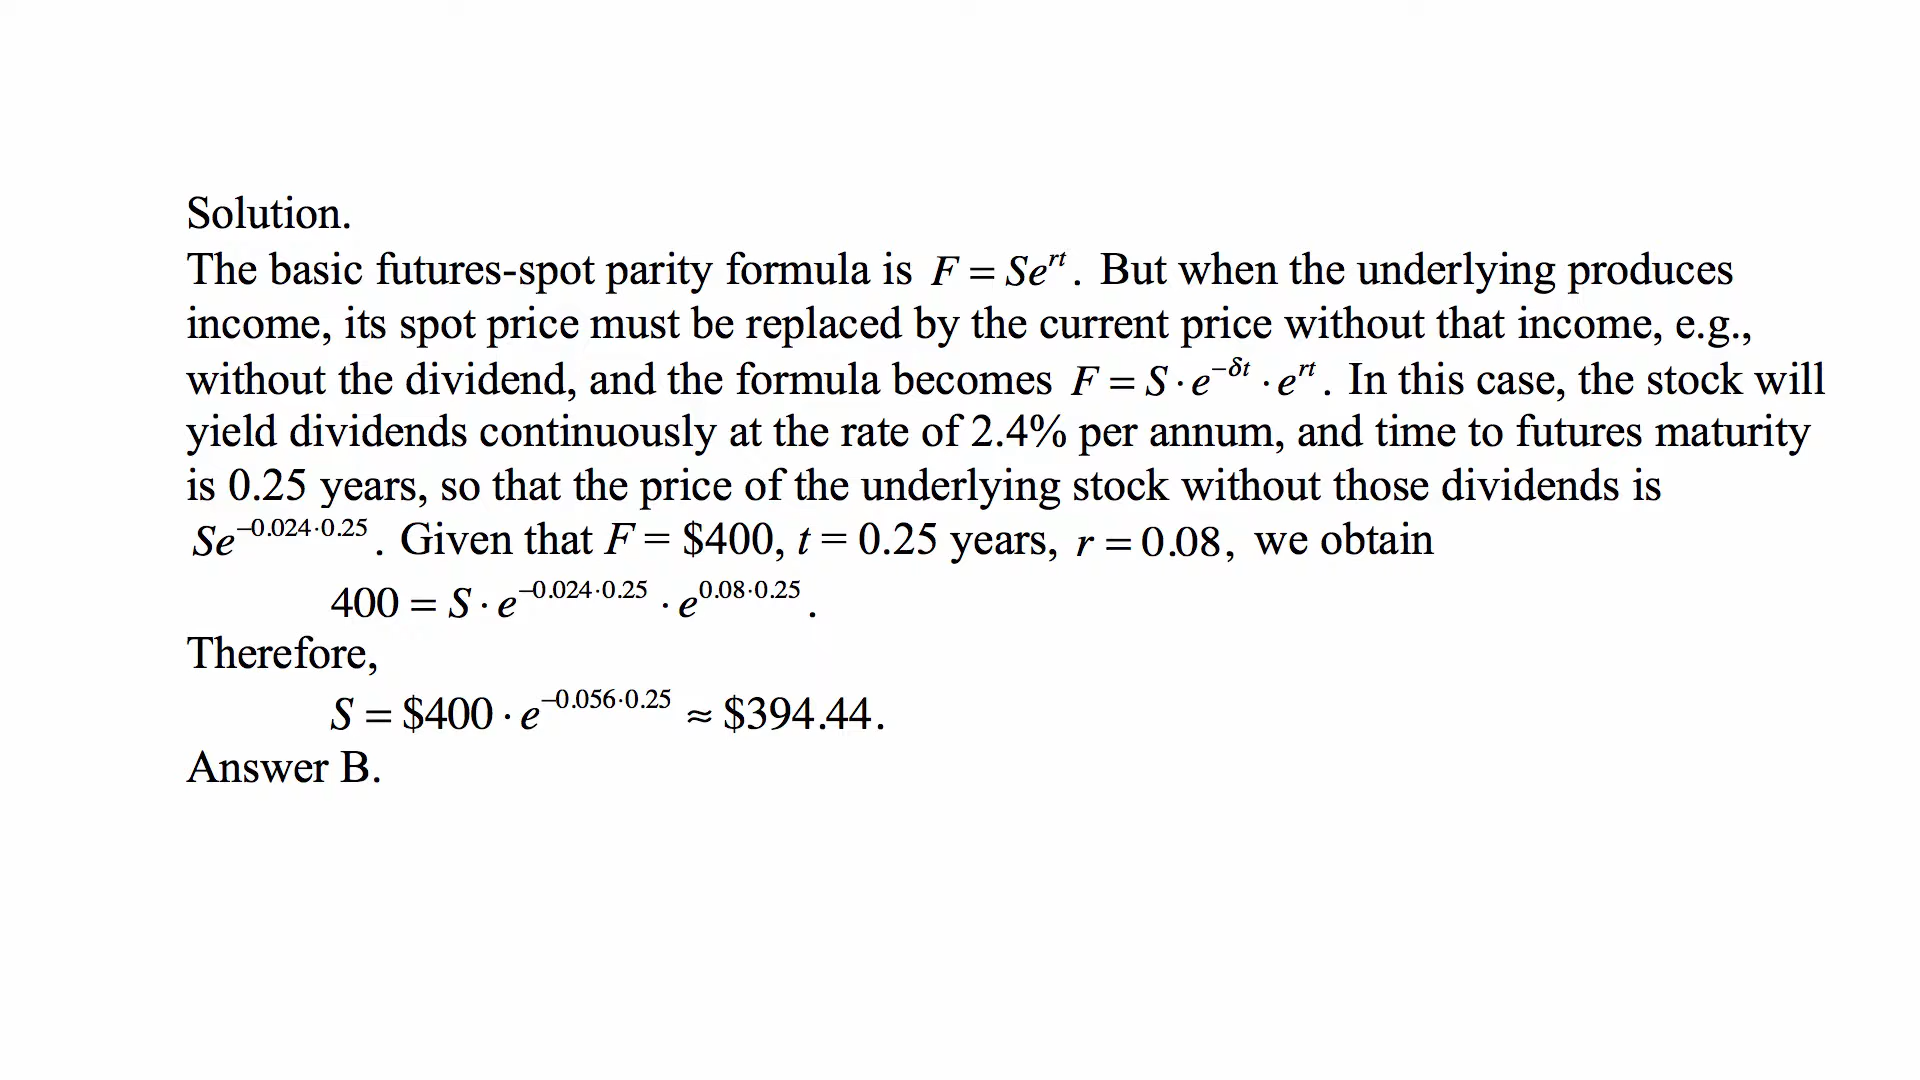 Solution.
The basic futures-spot parity formula is F = Se^{rt}. But when the underlying produces
income, its spot price must be replaced by the current price without that income, e.g.,
without the dividend, and the formula becomes F = S · e^{−δt} · e^{rt}. In this case, the stock will
yield dividends continuously at the rate of 2.4% per annum, and time to futures maturity
is 0.25 years, so that the price of the underlying stock without those dividends is
Se^{−0.024·0.25}. Given that F = $400, t = 0.25 years, r = 0.08, we obtain
400 = S · e^{−0.024·0.25} · e^{0.08·0.25}.
Therefore,
S = $400 · e^{−0.056·0.25} ≈ $394.44.
Answer B.